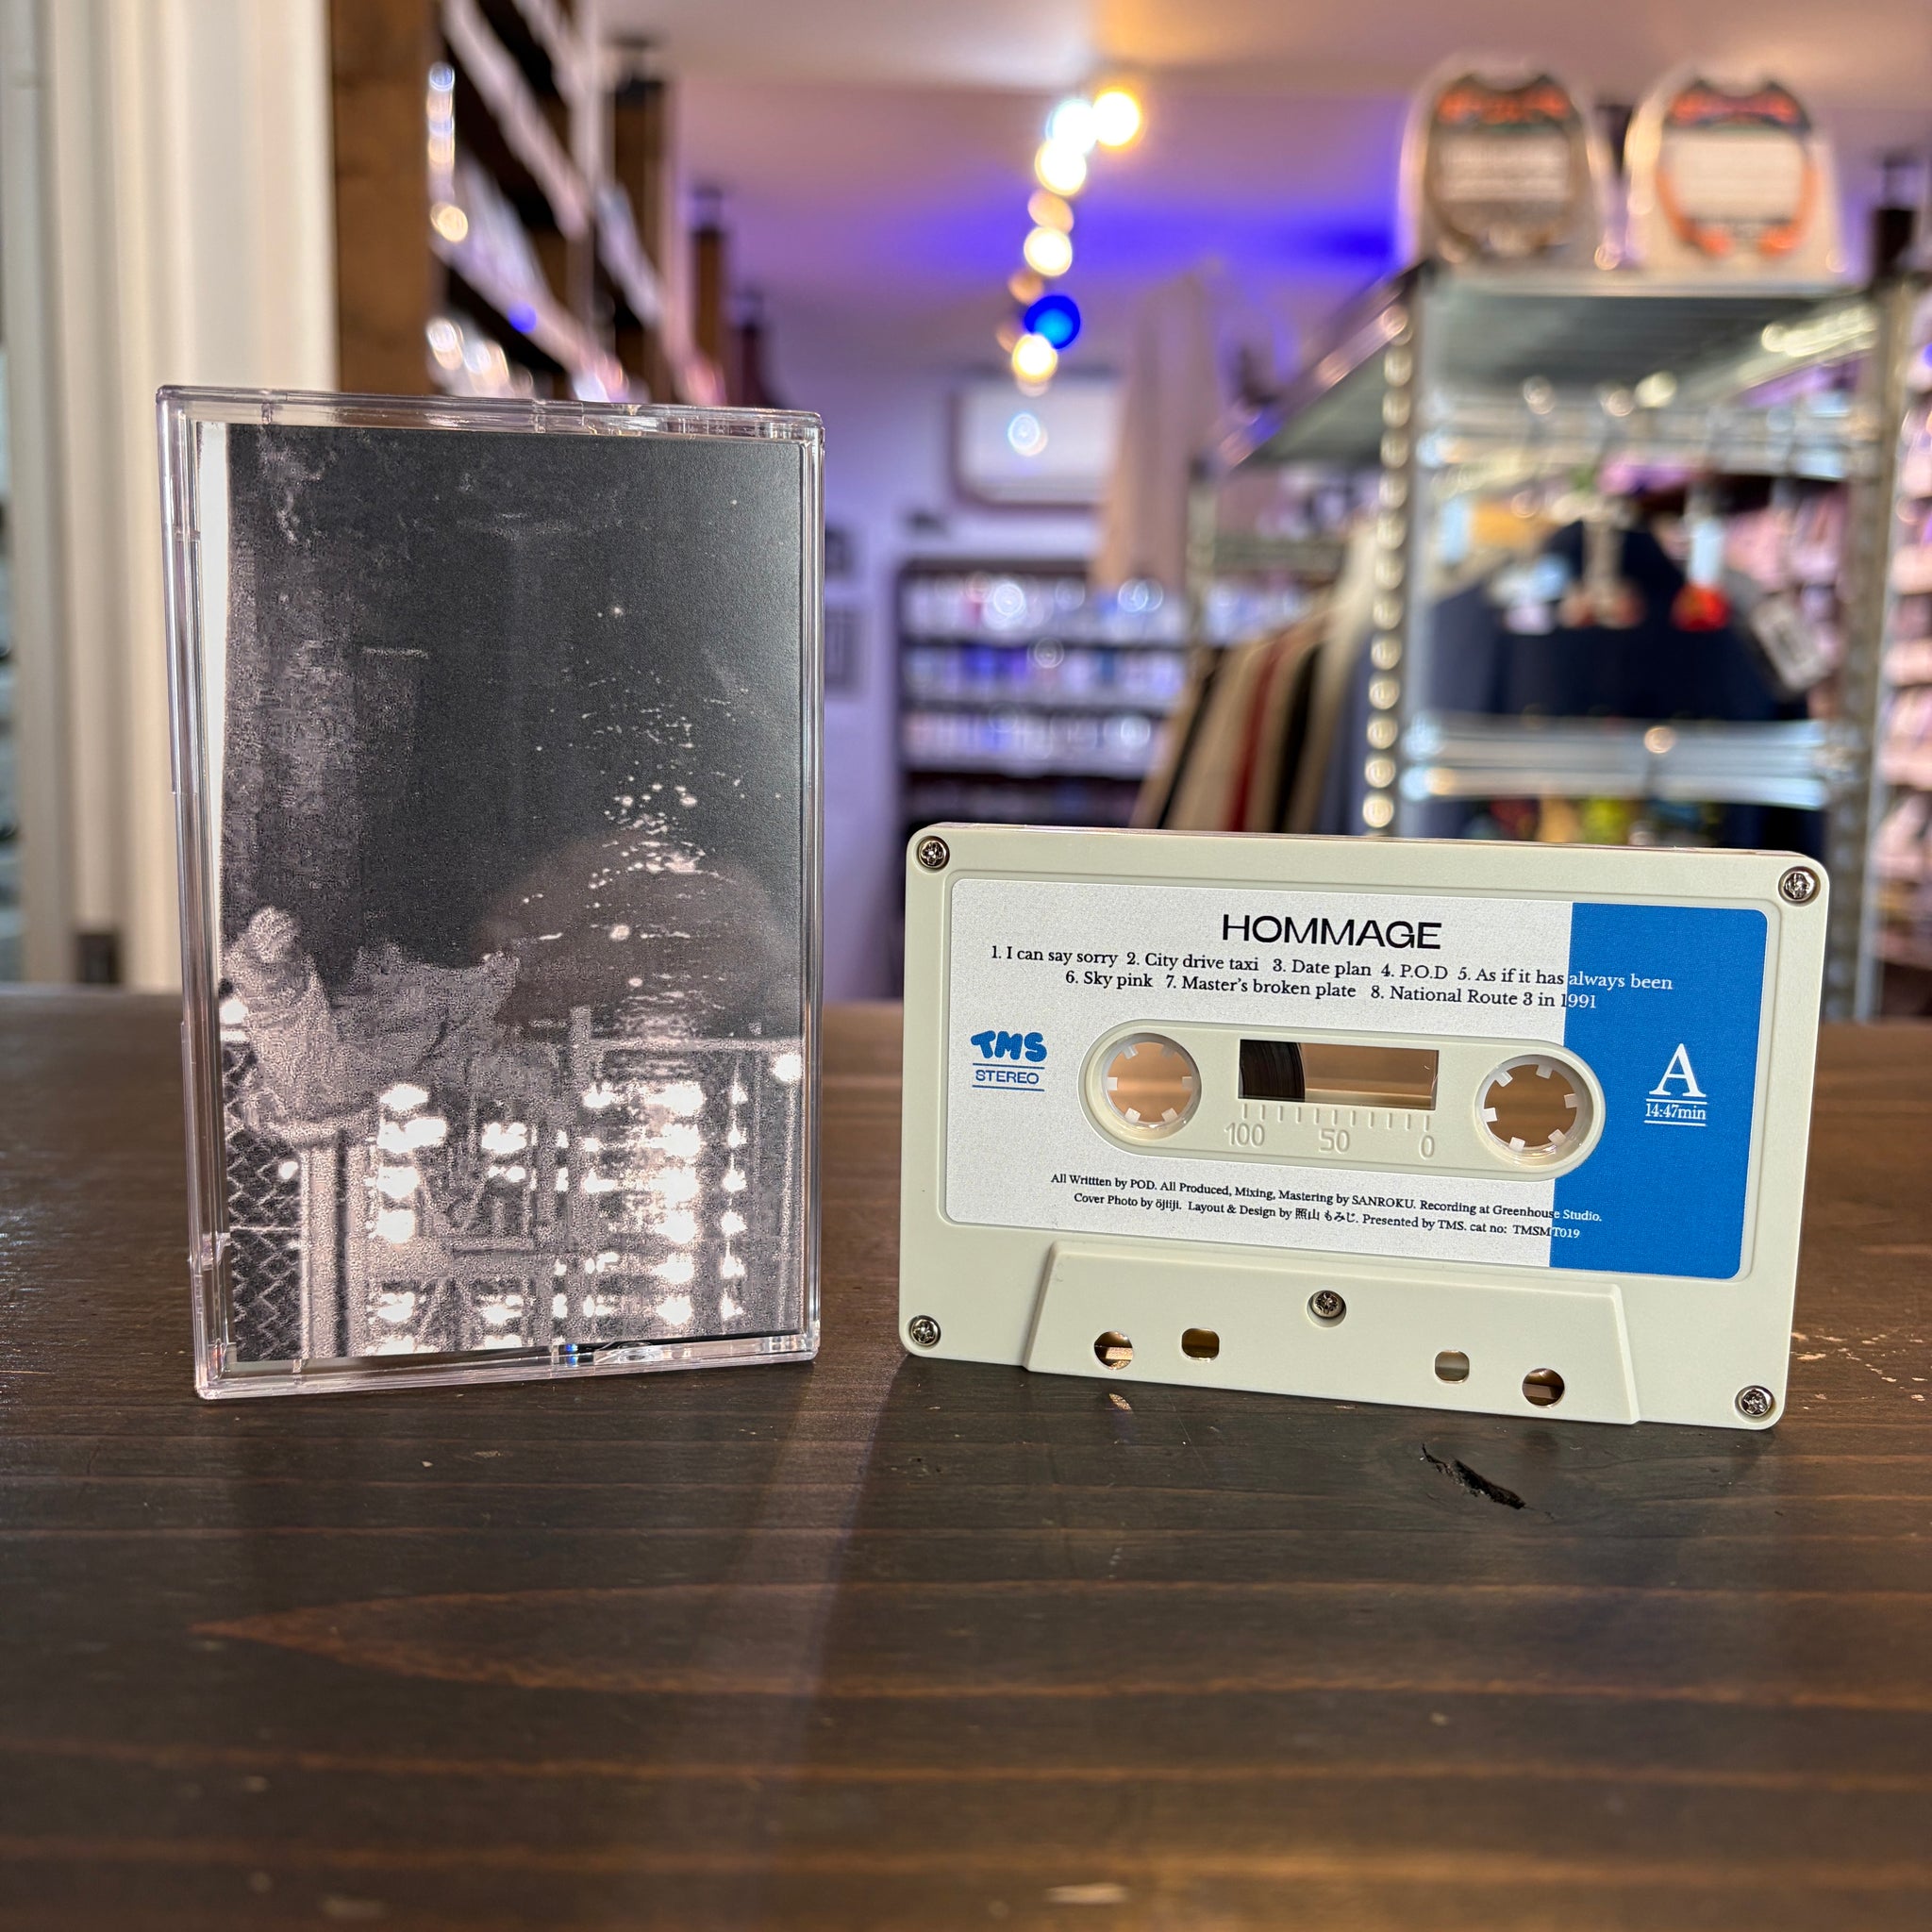 HOMMAGE
1. I can say sorry 2. City drive taxi 3. Date plan 4. P.O.D 5. As if it has always been
6. Sky pink 7. Master's broken plate 8. National Route 3 in 1991
TMS
STEREO
A
14:47min
100 50 0
All Writtten by POD. All Produced, Mixing, Mastering by SANROKU. Recording at Greenhouse Studio.
Cover Photo by öjtiji. Layout & Design by 照山もみじ. Presented by TMS. cat no: TMSMT019